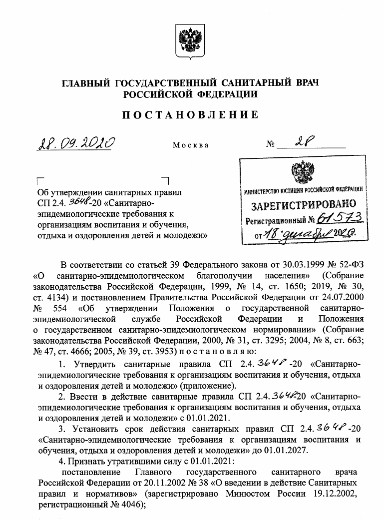 ГЛАВНЫЙ ГОСУДАРСТВЕННЫЙ САНИТАРНЫЙ ВРАЧ
РОССИЙСКОЙ ФЕДЕРАЦИИ
ПОСТАНОВЛЕНИЕ
28.09.2020 Москва № 28
МИНИСТЕРСТВО ЮСТИЦИИ РОССИЙСКОЙ ФЕДЕРАЦИИ
ЗАРЕГИСТРИРОВАНО
Регистрационный № 61573
от "18" декабря 2020.
Об утверждении санитарных правил
СП 2.4. 3648-20 «Санитарно-
эпидемиологические требования к
организациям воспитания и обучения,
отдыха и оздоровления детей и молодежи»
В соответствии со статьей 39 Федерального закона от 30.03.1999 № 52-ФЗ
«О санитарно-эпидемиологическом благополучии населения» (Собрание
законодательства Российской Федерации, 1999, № 14, ст. 1650; 2019, № 30,
ст. 4134) и постановлением Правительства Российской Федерации от 24.07.2000
№ 554 «Об утверждении Положения о государственной санитарно-
эпидемиологической службе Российской Федерации и Положения
о государственном санитарно-эпидемиологическом нормировании» (Собрание
законодательства Российской Федерации, 2000, № 31, ст. 3295; 2004, № 8, ст. 663;
№ 47, ст. 4666; 2005, № 39, ст. 3953) постановляю:
1. Утвердить санитарные правила СП 2.4. 3648 -20 «Санитарно-
эпидемиологические требования к организациям воспитания и обучения, отдыха
и оздоровления детей и молодежи» (приложение).
2. Ввести в действие санитарные правила СП 2.4. 364820 «Санитарно-
эпидемиологические требования к организациям воспитания и обучения, отдыха
и оздоровления детей и молодежи» с 01.01.2021.
3. Установить срок действия санитарных правил СП 2.4. 3648 -20
«Санитарно-эпидемиологические требования к организациям воспитания и
обучения, отдыха и оздоровления детей и молодежи» до 01.01.2027.
4. Признать утратившими силу с 01.01.2021:
постановление Главного государственного санитарного врача
Российской Федерации от 20.11.2002 № 38 «О введении в действие Санитарных
правил и нормативов» (зарегистрировано Минюстом России 19.12.2002,
регистрационный № 4046);